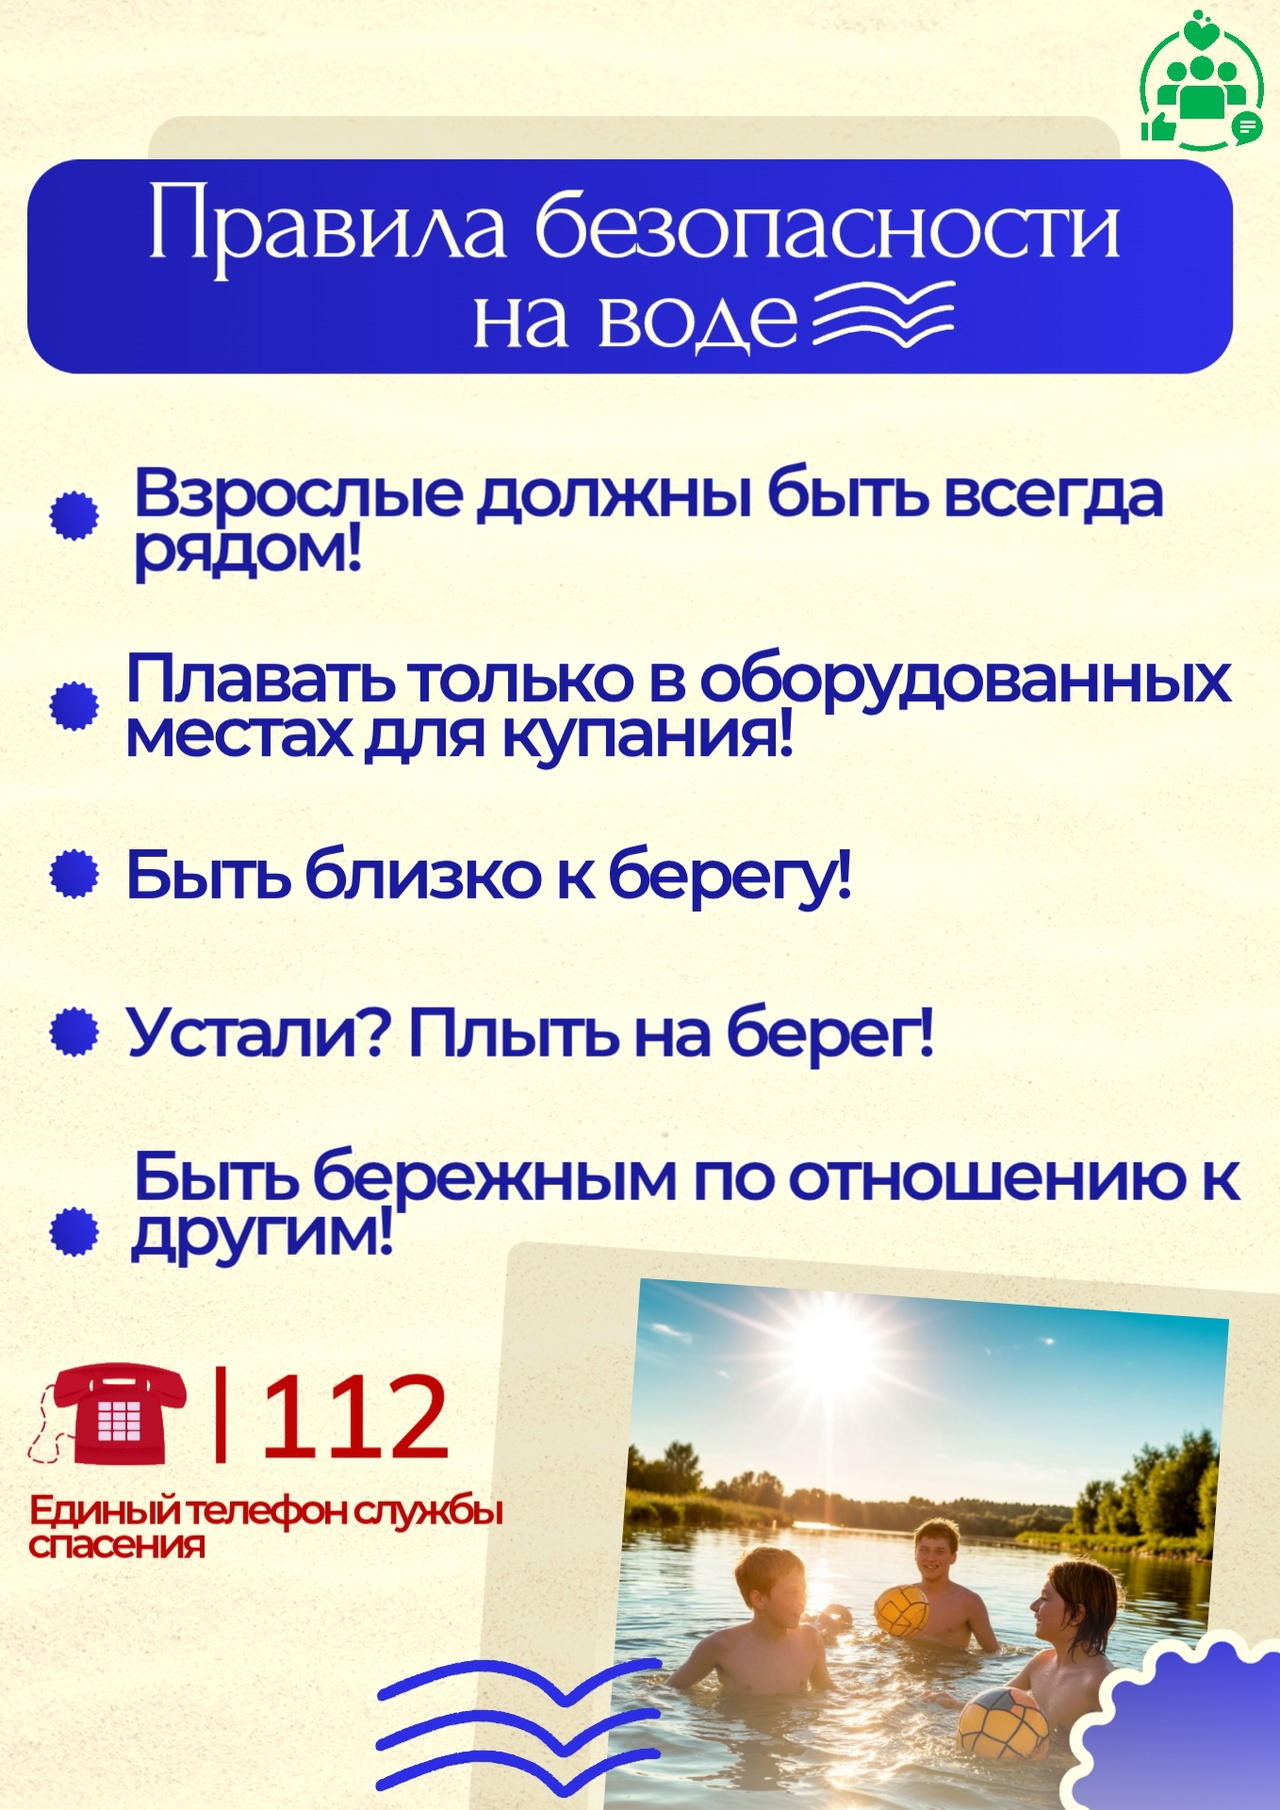 Правила безопасности
на воде
Взрослые должны быть всегда
рядом!
Плавать только в оборудованных
местах для купания!
Быть близко к берегу!
Устали? Плыть на берег!
Быть бережным по отношению к
другим!
| 112
Единый телефон службы
спасения